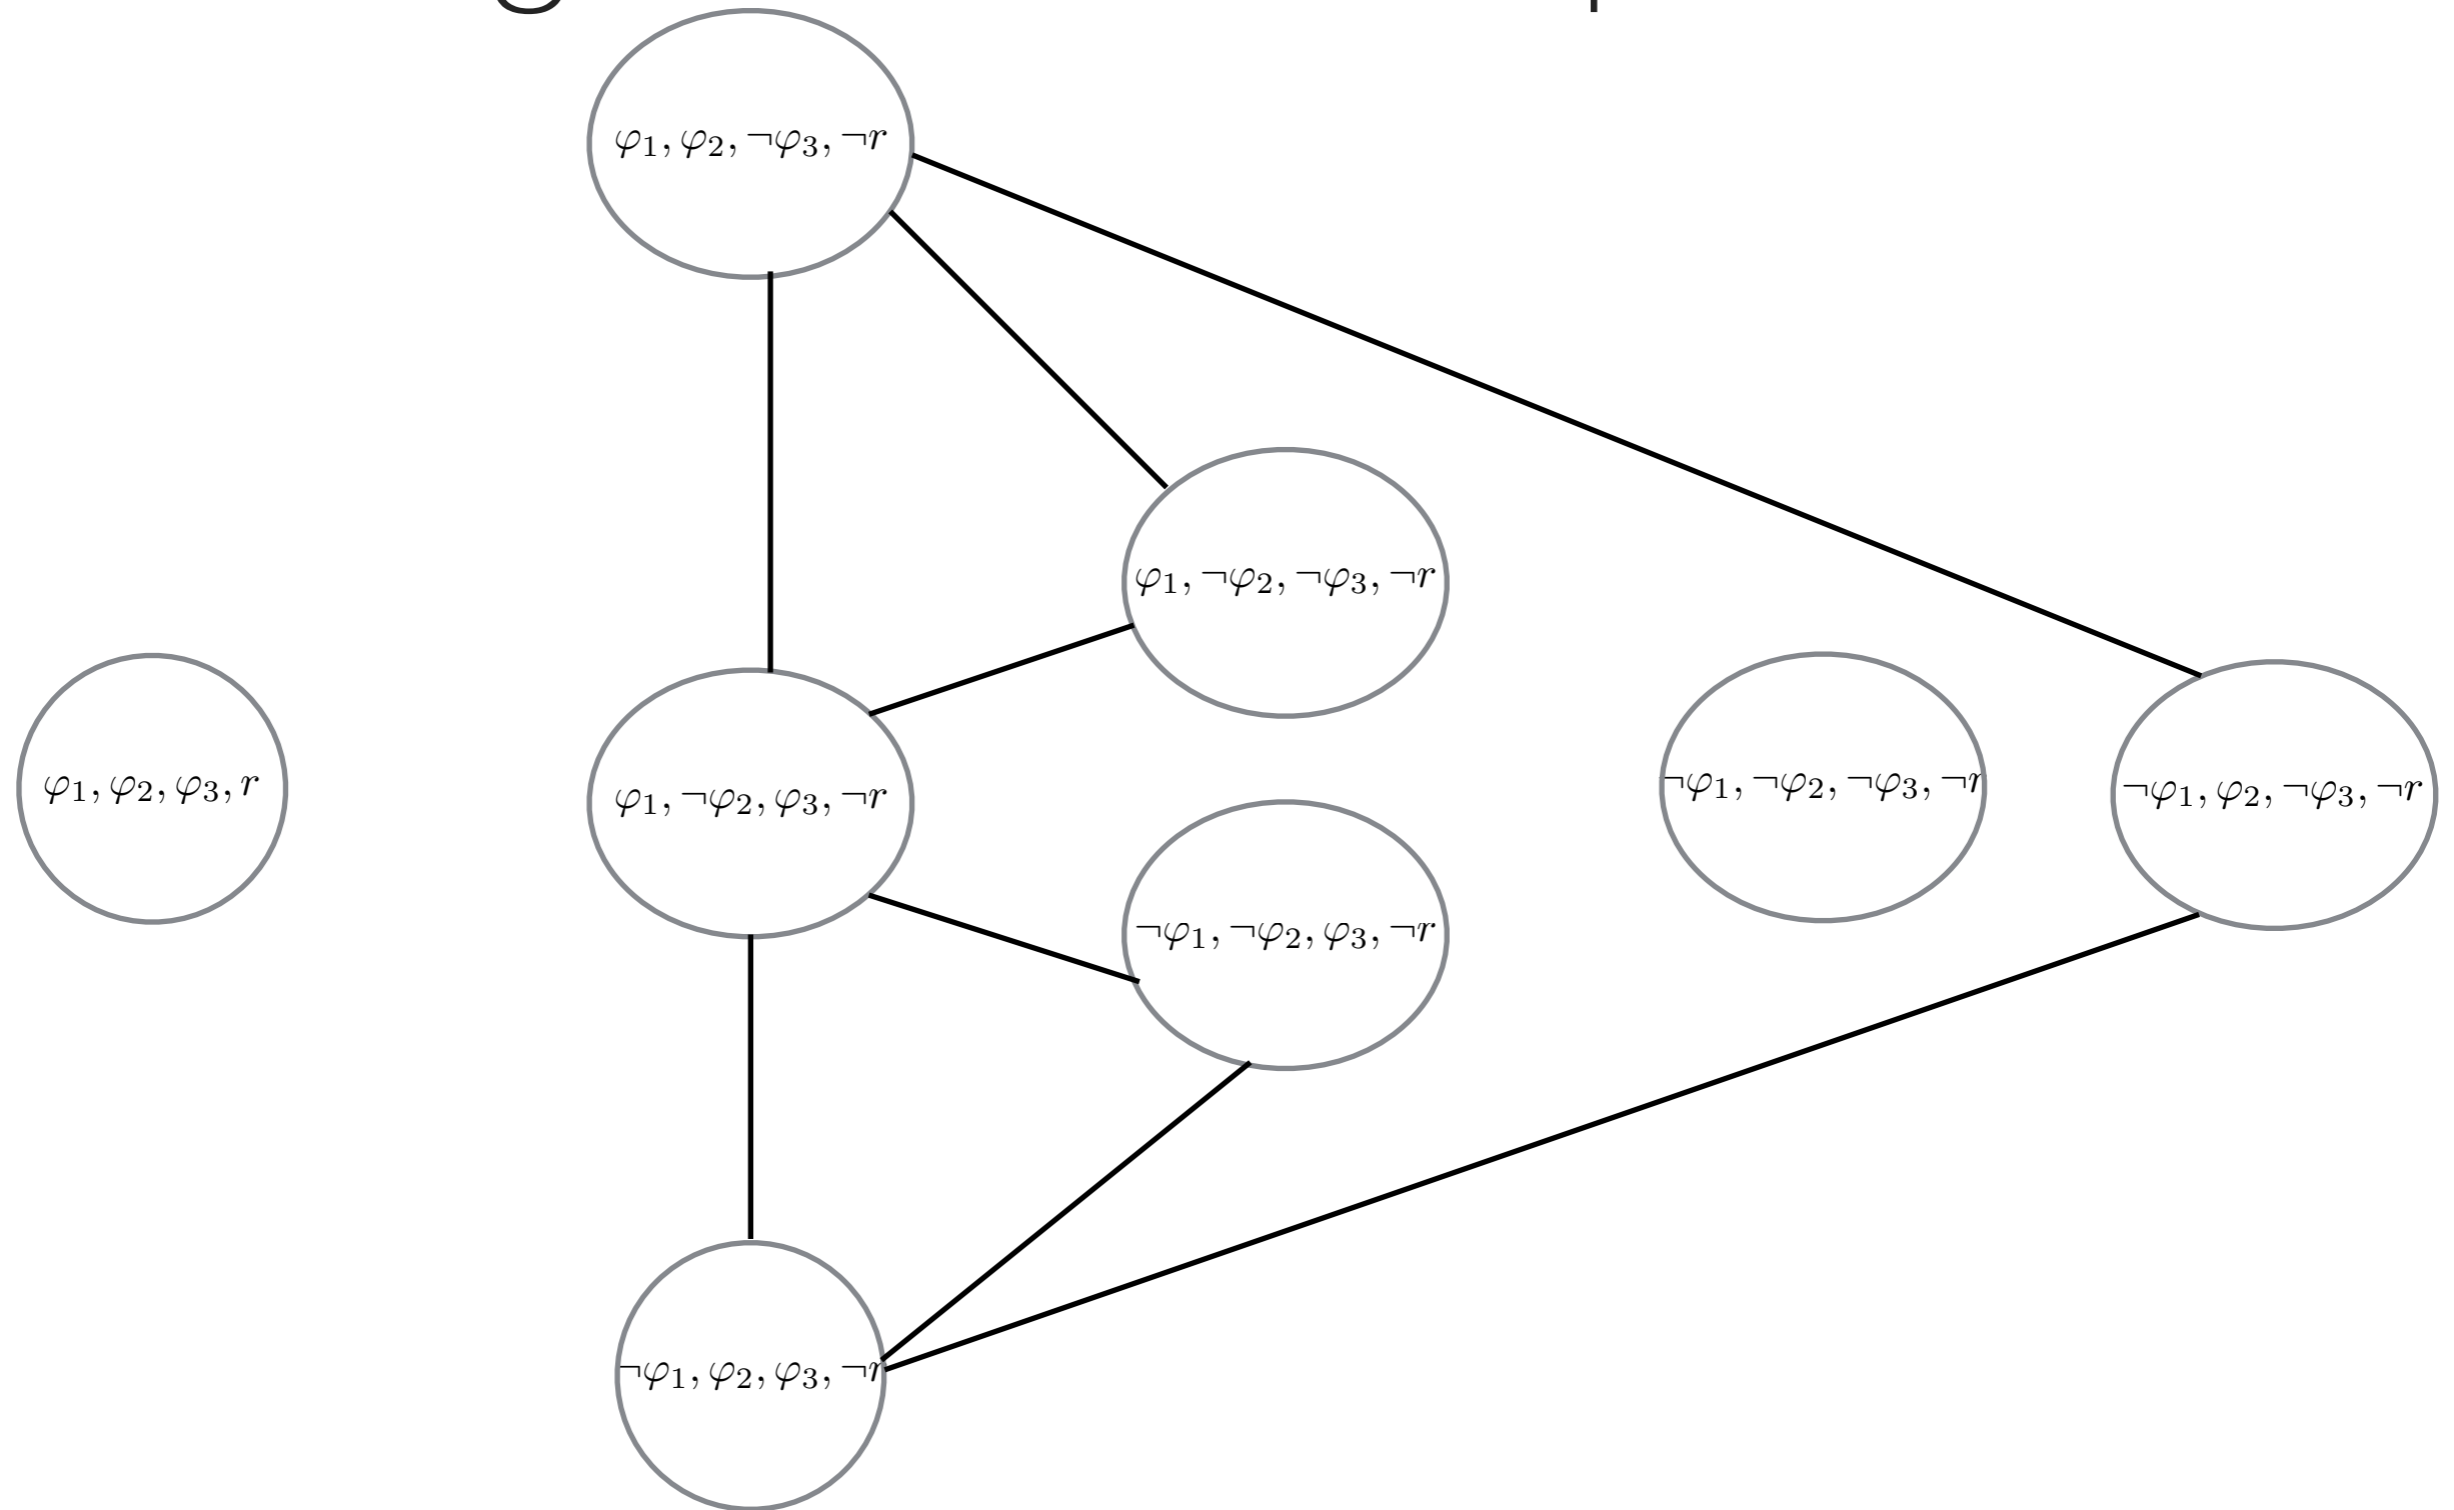 φ₁, φ₂, ¬φ₃, ¬r
φ₁, ¬φ₂, ¬φ₃, ¬r
φ₁, φ₂, φ₃, r
φ₁, ¬φ₂, φ₃, ¬r
¬φ₁, ¬φ₂, ¬φ₃, ¬r
¬φ₁, φ₂, ¬φ₃, ¬r
¬φ₁, ¬φ₂, φ₃, ¬r
¬φ₁, φ₂, φ₃, ¬r